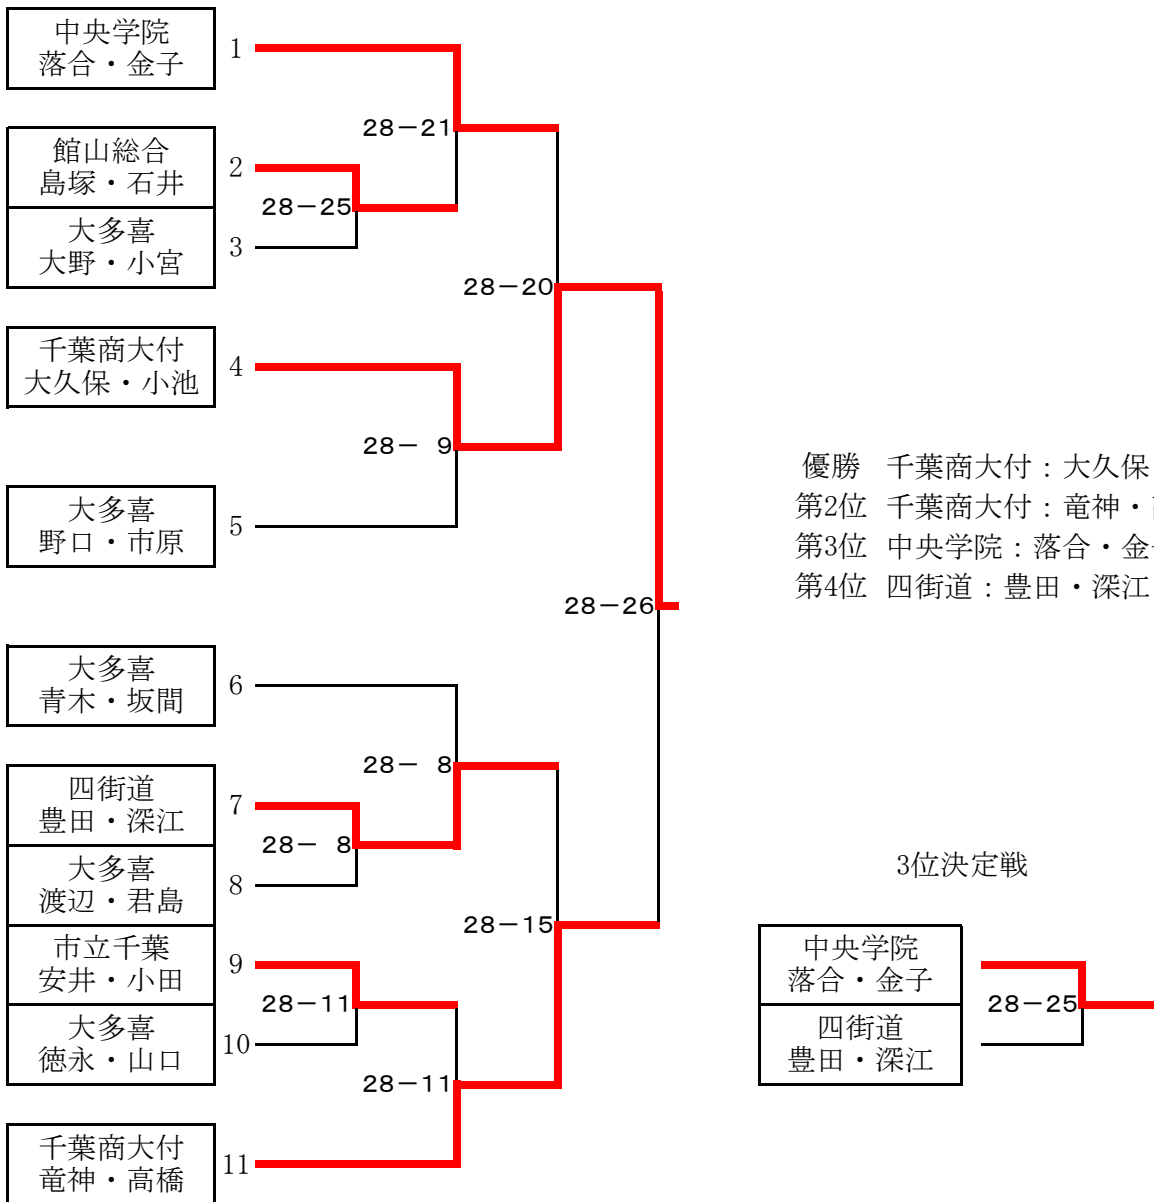 中央学院
落合・金子
1
28－21
館山総合
島塚・石井
2
28－25
大多喜
大野・小宮
3
28－20
千葉商大付
大久保・小池
4
28－ 9
大多喜
野口・市原
5
優勝 千葉商大付：大久保
第2位 千葉商大付：竜神・
第3位 中央学院：落合・金
第4位 四街道：豊田・深江
28－26
大多喜
青木・坂間
6
28－ 8
四街道
豊田・深江
7
28－ 8
大多喜
渡辺・君島
8
28－15
市立千葉
安井・小田
9
28－11
大多喜
徳永・山口
10
28－11
千葉商大付
竜神・高橋
11
3位決定戦
中央学院
落合・金子
28－25
四街道
豊田・深江